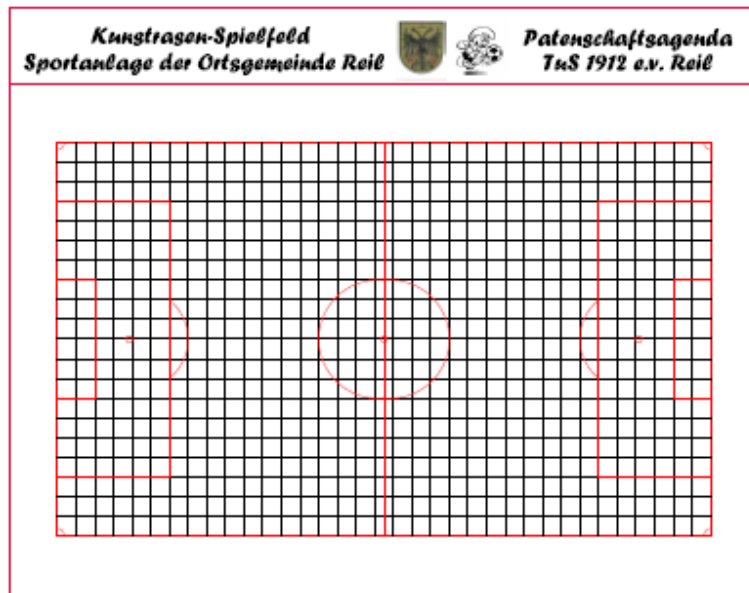 Kunstrasen-Spielfeld
Sportanlage der Ortsgemeinde Reil
Patenschaftsagenda
TuS 1912 e.v. Reil